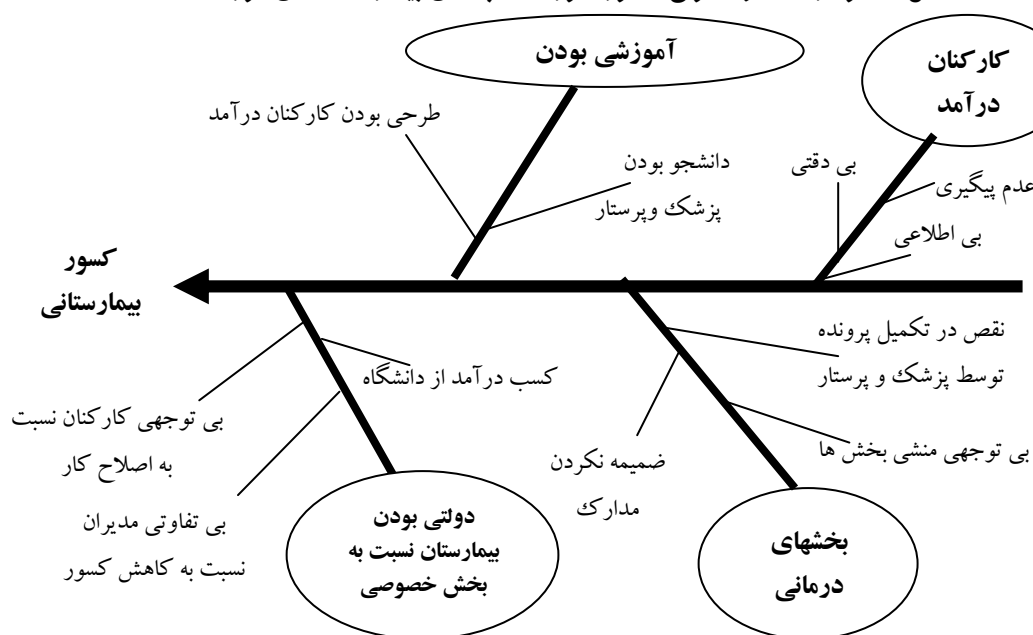 آموزشی بودن
کارکنان
درآمد
طرحی بودن کارکنان درآمد
دانشجو بودن
پزشک وپرستار
بی دقتی
عدم پیگیری
بی اطلاعی
کسور
بیمارستانی
نقص در تکمیل پرونده
توسط پزشک و پرستار
کسب درآمد از دانشگاه
بی توجهی کارکنان نسبت
به اصلاح کار
بی توجهی منشی بخش ها
ضمیمه نکردن
مدارک
بی تفاوتی مدیران
نسبت به کاهش کسور
دولتی بودن
بیمارستان نسبت به
بخش خصوصی
بخشهای
درمانی